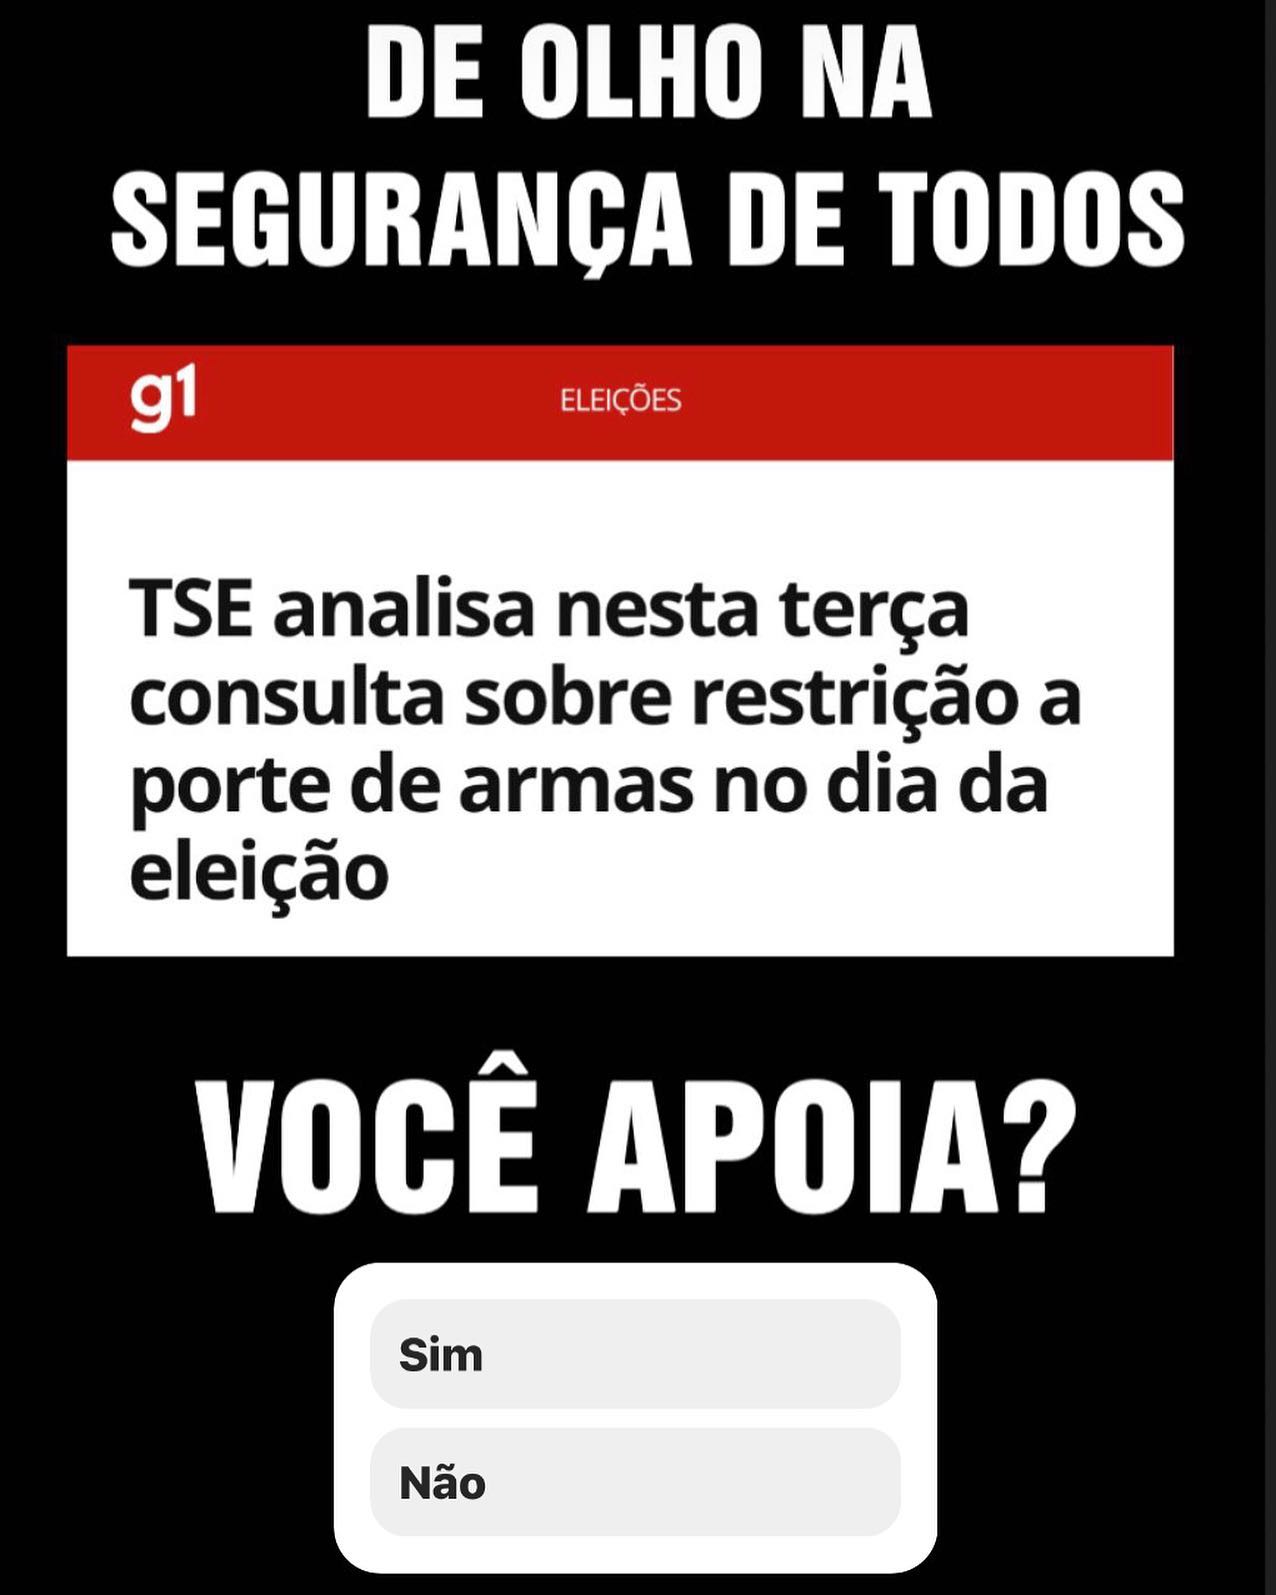 DE OLHO NA
SEGURANÇA DE TODOS
g1
ELEIÇÕES
TSE analisa nesta terça
consulta sobre restrição a
porte de armas no dia da
eleição
VOCÊ APOIA?
Sim
Não